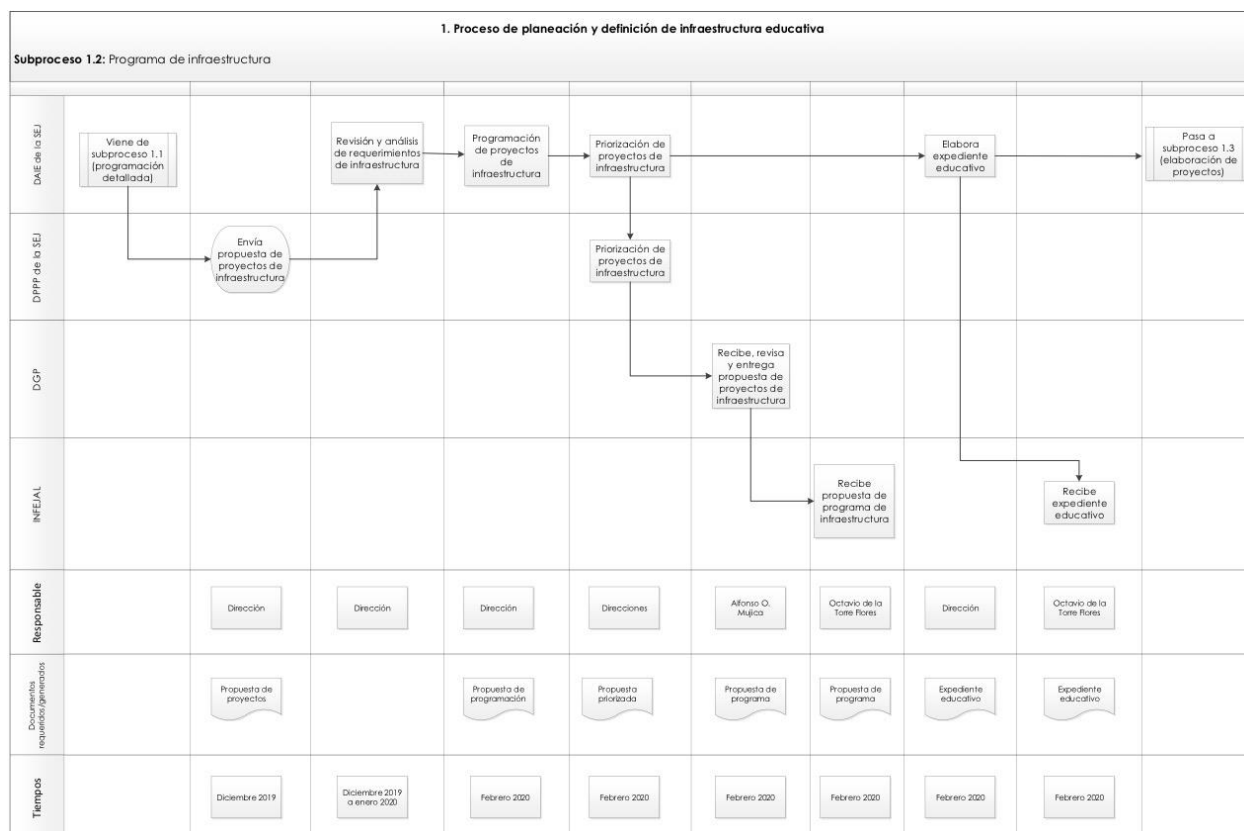 1. Proceso de planeación y definición de infraestructura educativa
Subproceso 1.2: Programa de infraestructura
DAIE de la SEJ
Viene de
subproceso 1.1
(programación
detallada)
Revisión y análisis
de requerimientos
de infraestructura
Programación
de proyectos
de
infraestructura
Priorización de
proyectos de
infraestructura
Elabora
expediente
educativo
Pasa a
subproceso 1.3
(elaboración de
proyectos)
DPPP de la SEJ
Envía
propuesta de
proyectos de
infraestructura
Priorización de
proyectos de
infraestructura
DGP
Recibe, revisa
y entrega
propuesta de
proyectos de
infraestructura
INFEJAL
Recibe
propuesta de
programa de
infraestructura
Recibe
expediente
educativo
Responsable
Dirección
Dirección
Dirección
Direcciones
Alfonso O.
Mujica
Octavio de la
Torre Flores
Dirección
Octavio de la
Torre Flores
Documentos
requeridos/generados
Propuesta de
proyectos
Propuesta de
programación
Propuesta
priorizada
Propuesta de
programa
Propuesta de
programa
Expediente
educativo
Expediente
educativo
Tiempos
Diciembre 2019
Diciembre 2019
a enero 2020
Febrero 2020
Febrero 2020
Febrero 2020
Febrero 2020
Febrero 2020
Febrero 2020